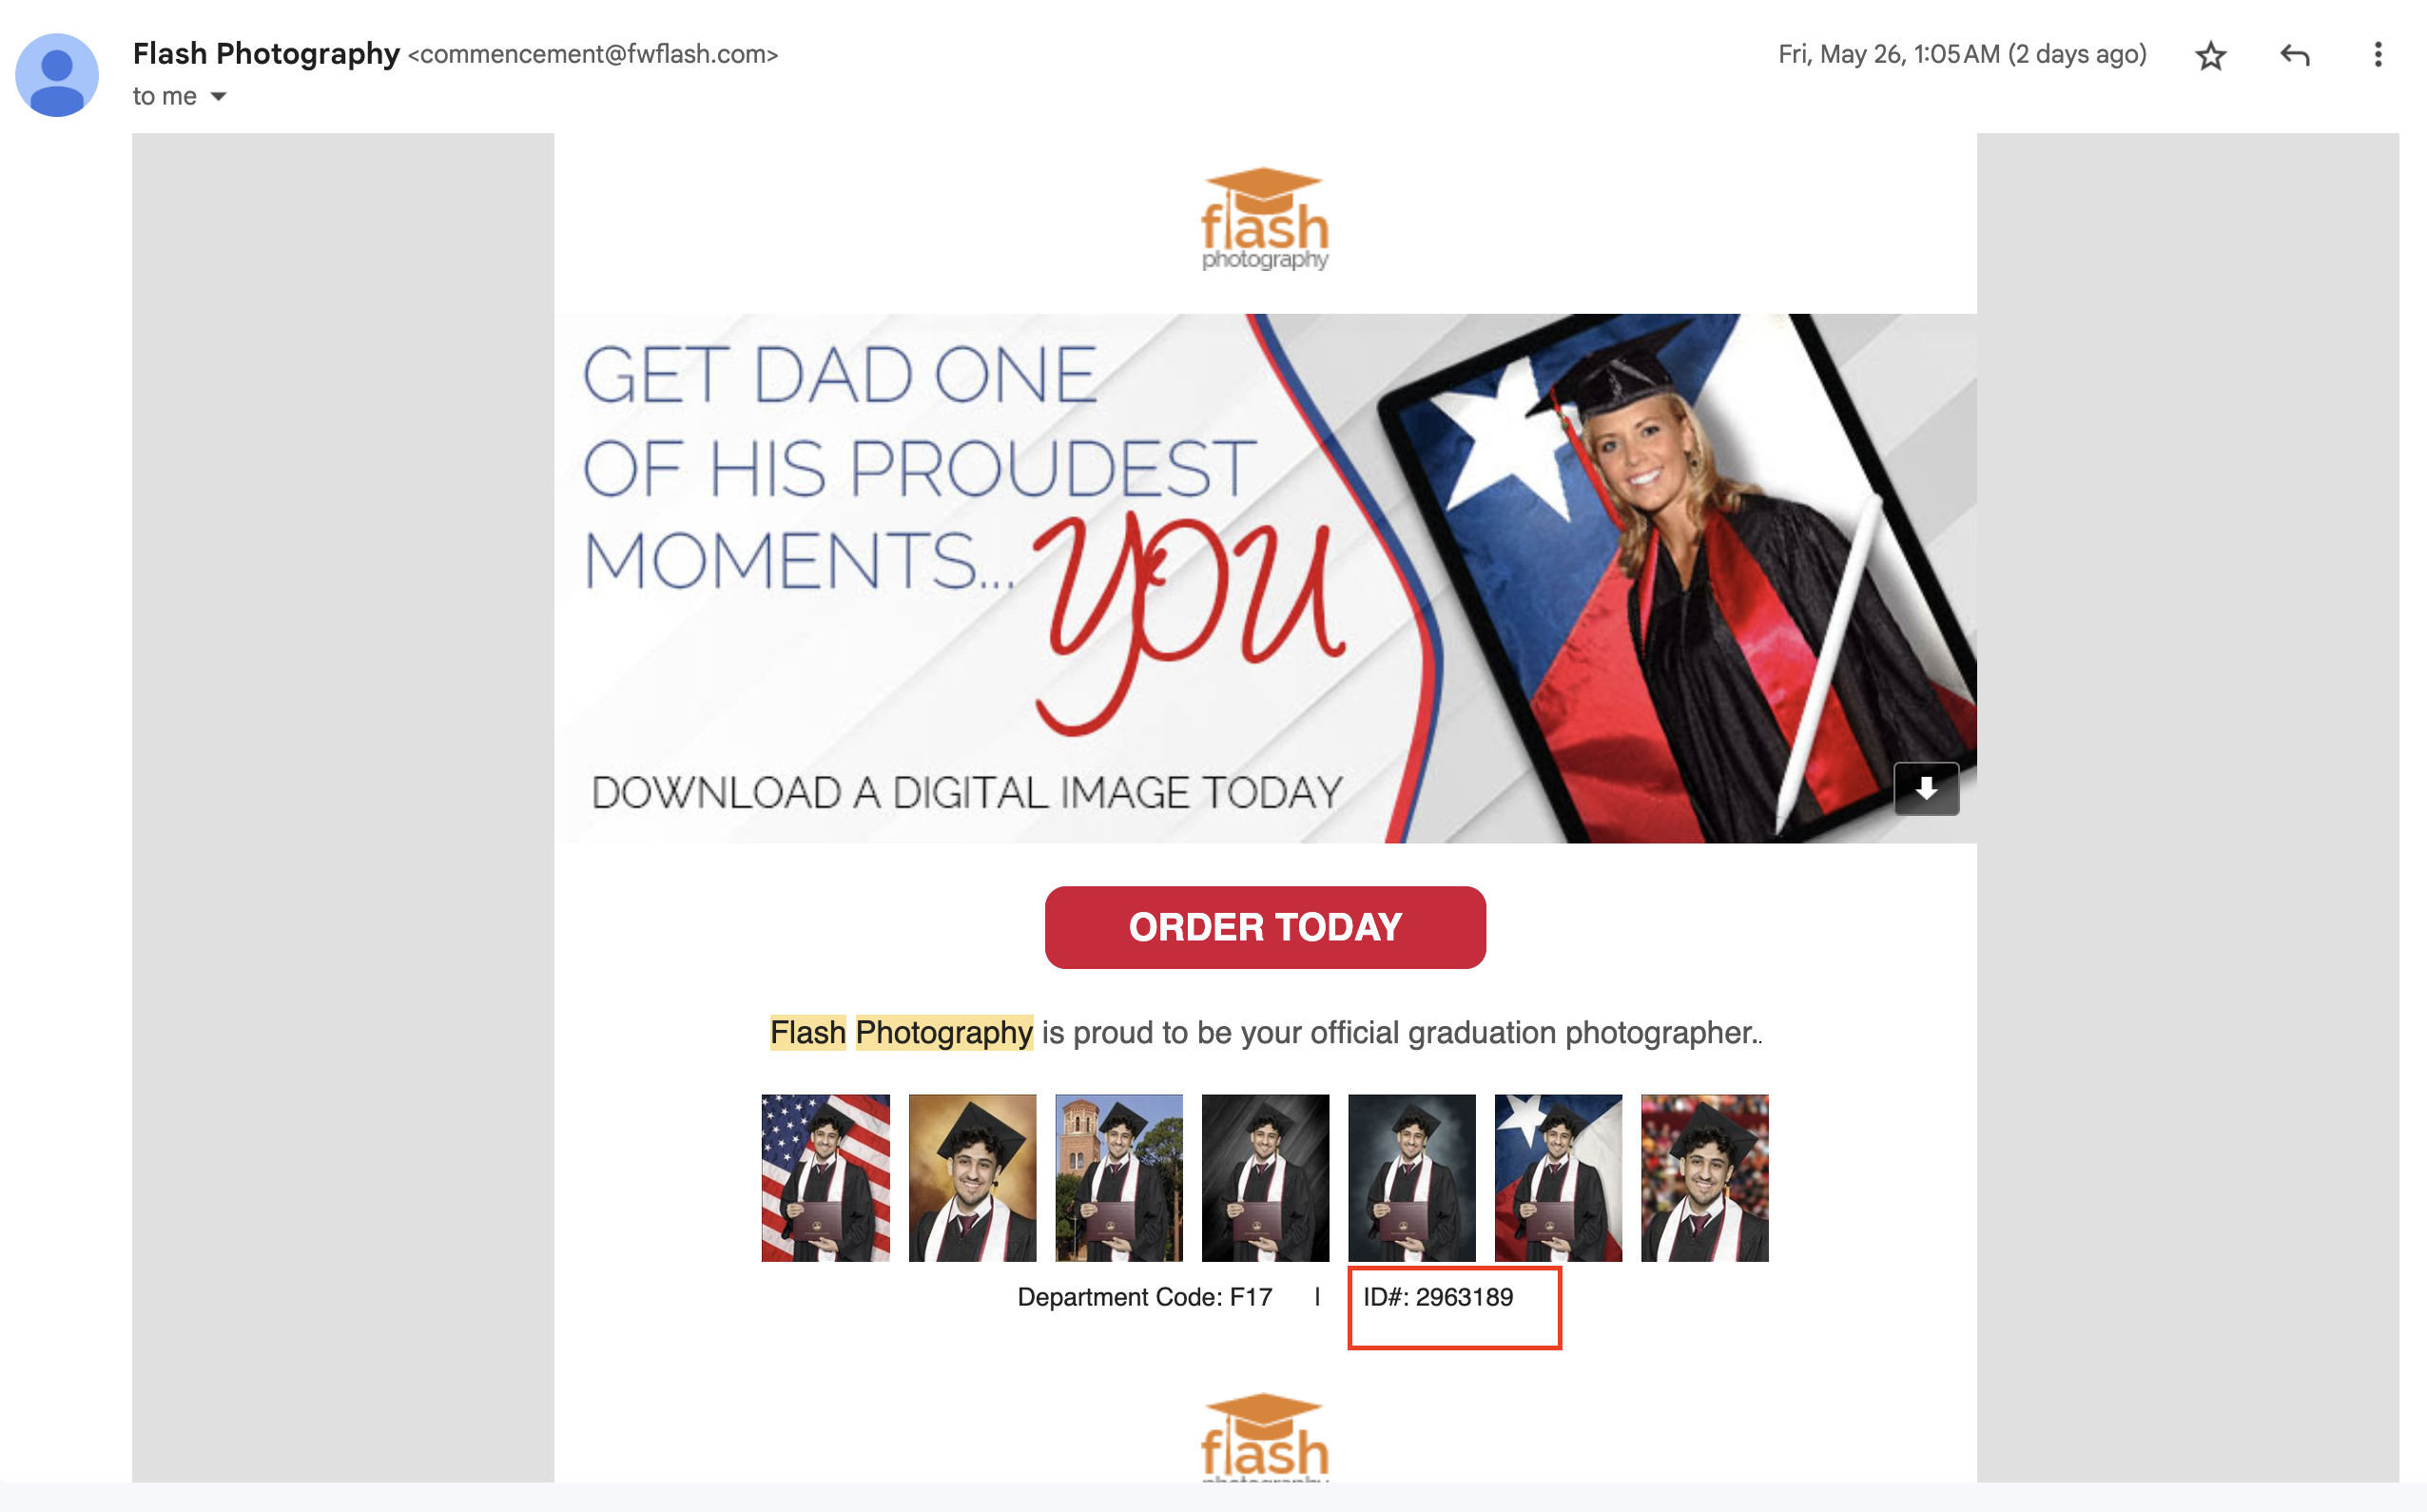 Flash Photography <commencement@fwflash.com>
Fri, May 26, 1:05 AM (2 days ago)
to me
flash
photography
GET DAD ONE
OF HIS PROUDEST
MOMENTS... you
DOWNLOAD A DIGITAL IMAGE TODAY
ORDER TODAY
Flash Photography is proud to be your official graduation photographer..
Department Code: F17 | ID#: 2963189
flash
photography